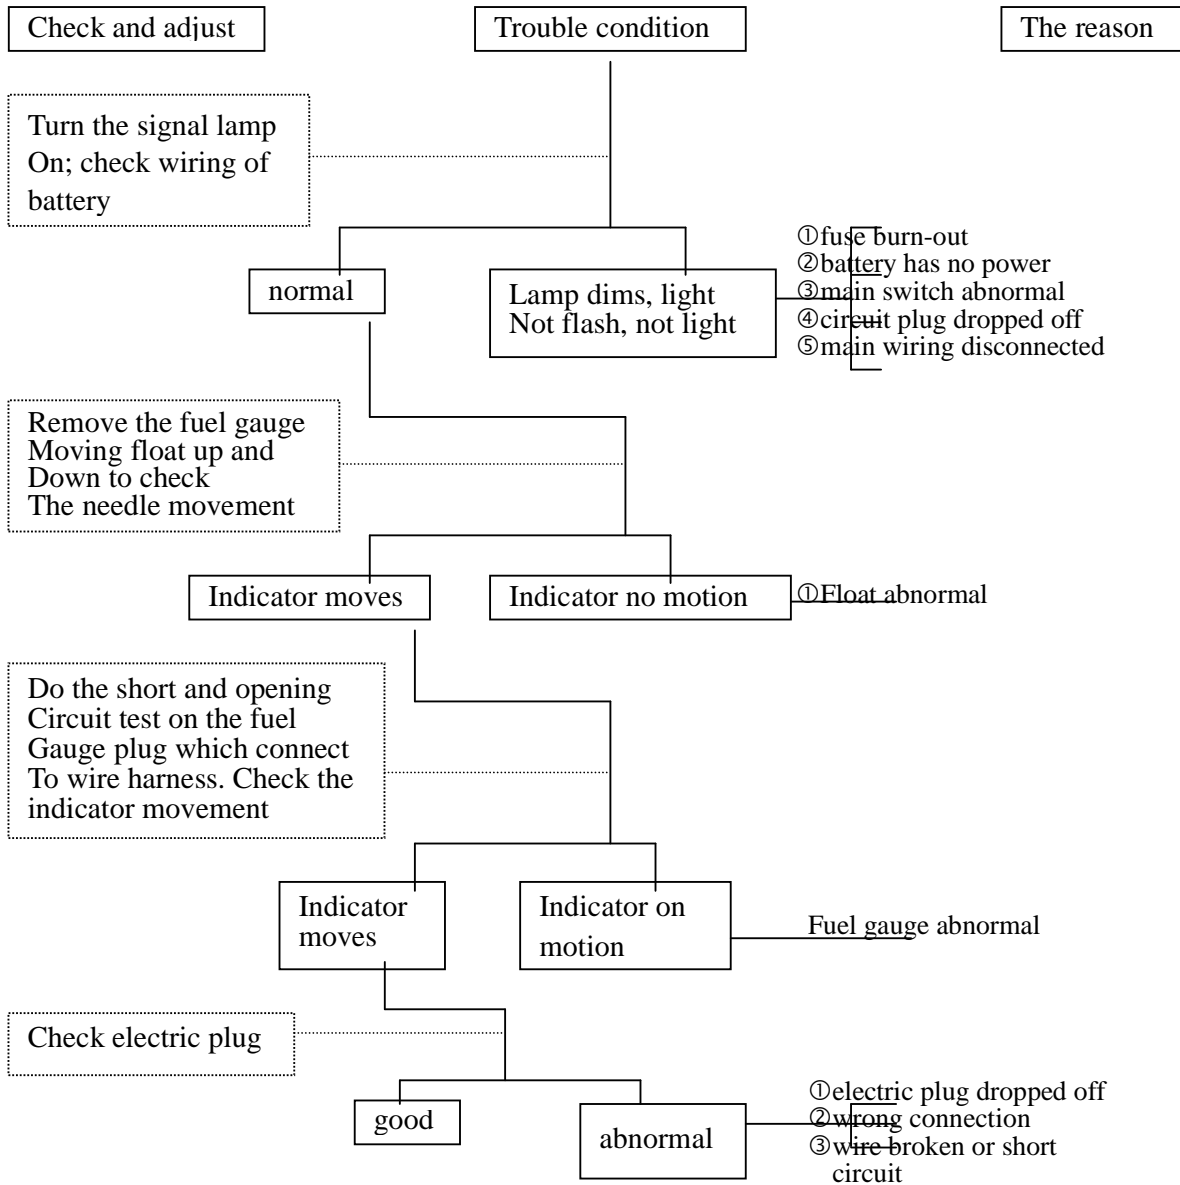 Check and adjust
Trouble condition
The reason
Turn the signal lamp
On; check wiring of
battery
normal
Lamp dims, light
Not flash, not light
①fuse burn-out
②battery has no power
③main switch abnormal
④circuit plug dropped off
⑤main wiring disconnected
Remove the fuel gauge
Moving float up and
Down to check
The needle movement
Indicator moves
Indicator no motion
①Float abnormal
Do the short and opening
Circuit test on the fuel
Gauge plug which connect
To wire harness. Check the
indicator movement
Indicator
moves
Indicator on
motion
Fuel gauge abnormal
Check electric plug
good
abnormal
①electric plug dropped off
②wrong connection
③wire broken or short
circuit